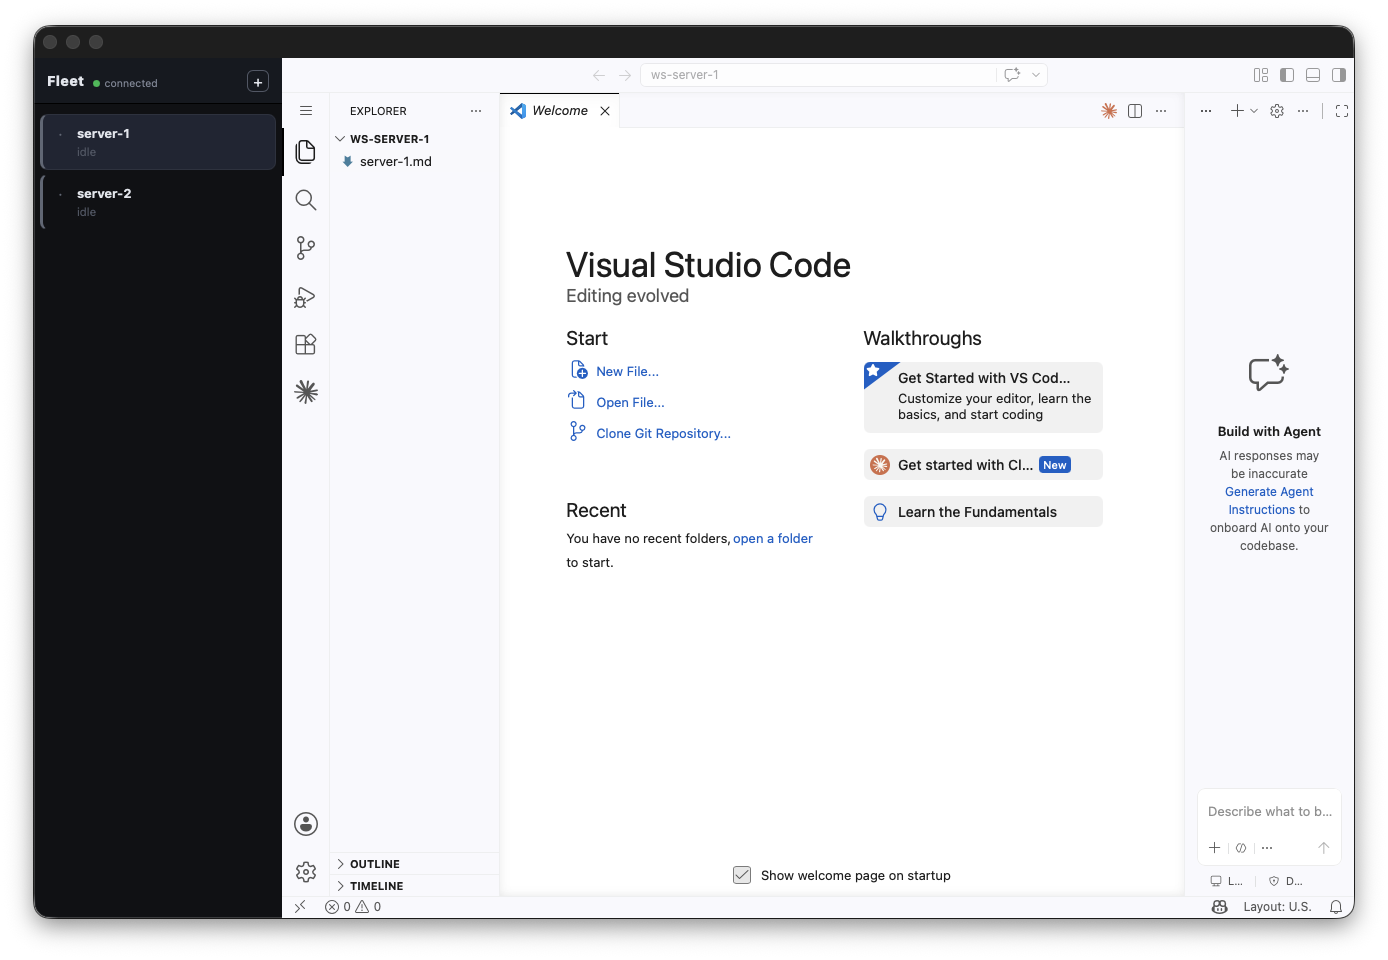 Fleet connected +
server-1
idle
server-2
idle
ws-server-1
EXPLORER
WS-SERVER-1
server-1.md
OUTLINE
TIMELINE
Welcome
Visual Studio Code
Editing evolved
Start
New File...
Open File...
Clone Git Repository...
Recent
You have no recent folders, open a folder
to start.
Walkthroughs
Get Started with VS Cod...
Customize your editor, learn the
basics, and start coding
Get started with Cl... New
Learn the Fundamentals
Show welcome page on startup
Build with Agent
AI responses may
be inaccurate
Generate Agent
Instructions to
onboard AI onto your
codebase.
Describe what to b...
L...
D...
0 0
Layout: U.S.